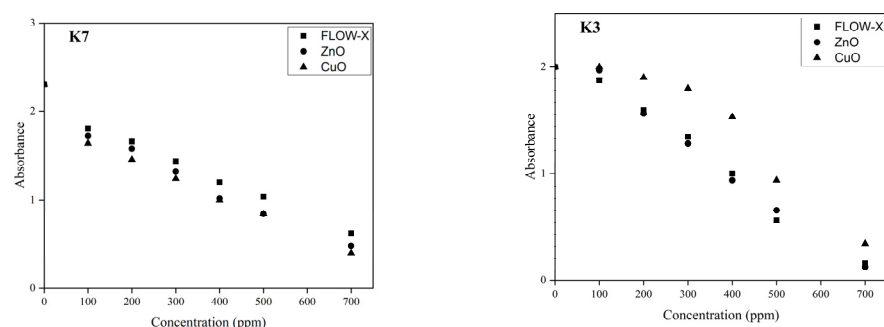 K7
FLOW-X
ZnO
CuO
3
2
1
0
Absorbance
0 100 200 300 400 500 600 700
Concentration (ppm)
K3
FLOW-X
ZnO
CuO
2
1
0
Absorbance
0 100 200 300 400 500 600 700
Concentration (ppm)